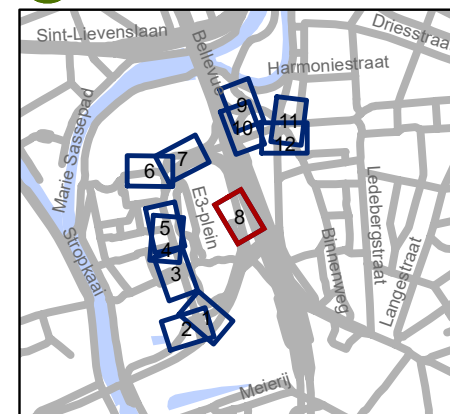 Sint-Lievenslaan
Bellevue
Driesstraa
Harmoniestraat
Marie Sassepad
9
10
11
12
7
6
E3-plein
Ledebergstraat
8
5
4
3
Stropkaai
Binnenweg
Langestraat
1
2
Meierij